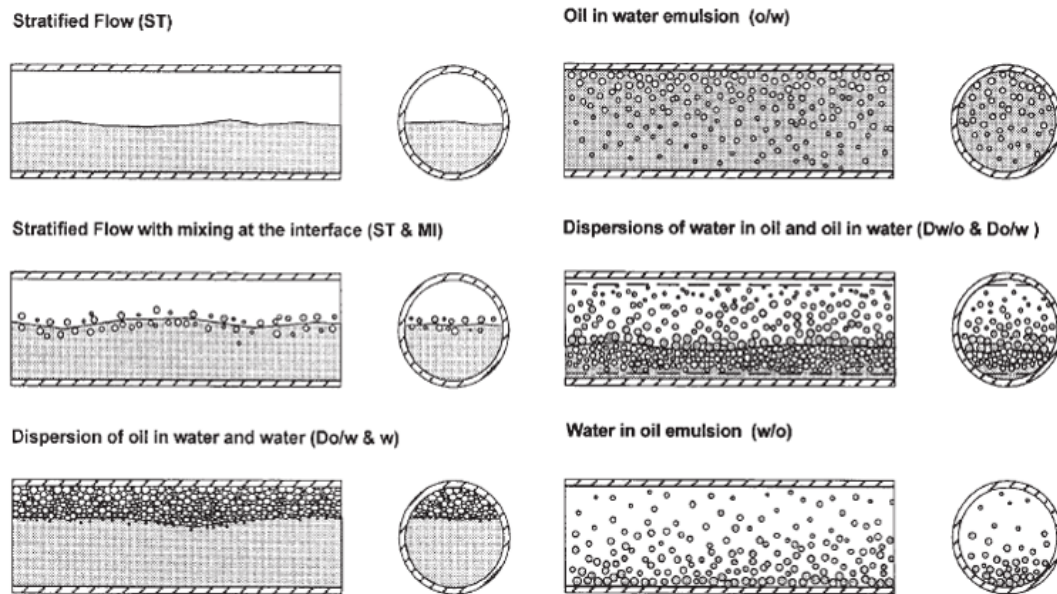 Stratified Flow (ST)
Stratified Flow with mixing at the interface (ST & MI)
Dispersion of oil in water and water (Do/w & w)
Oil in water emulsion (o/w)
Dispersions of water in oil and oil in water (Dw/o & Do/w )
Water in oil emulsion (w/o)